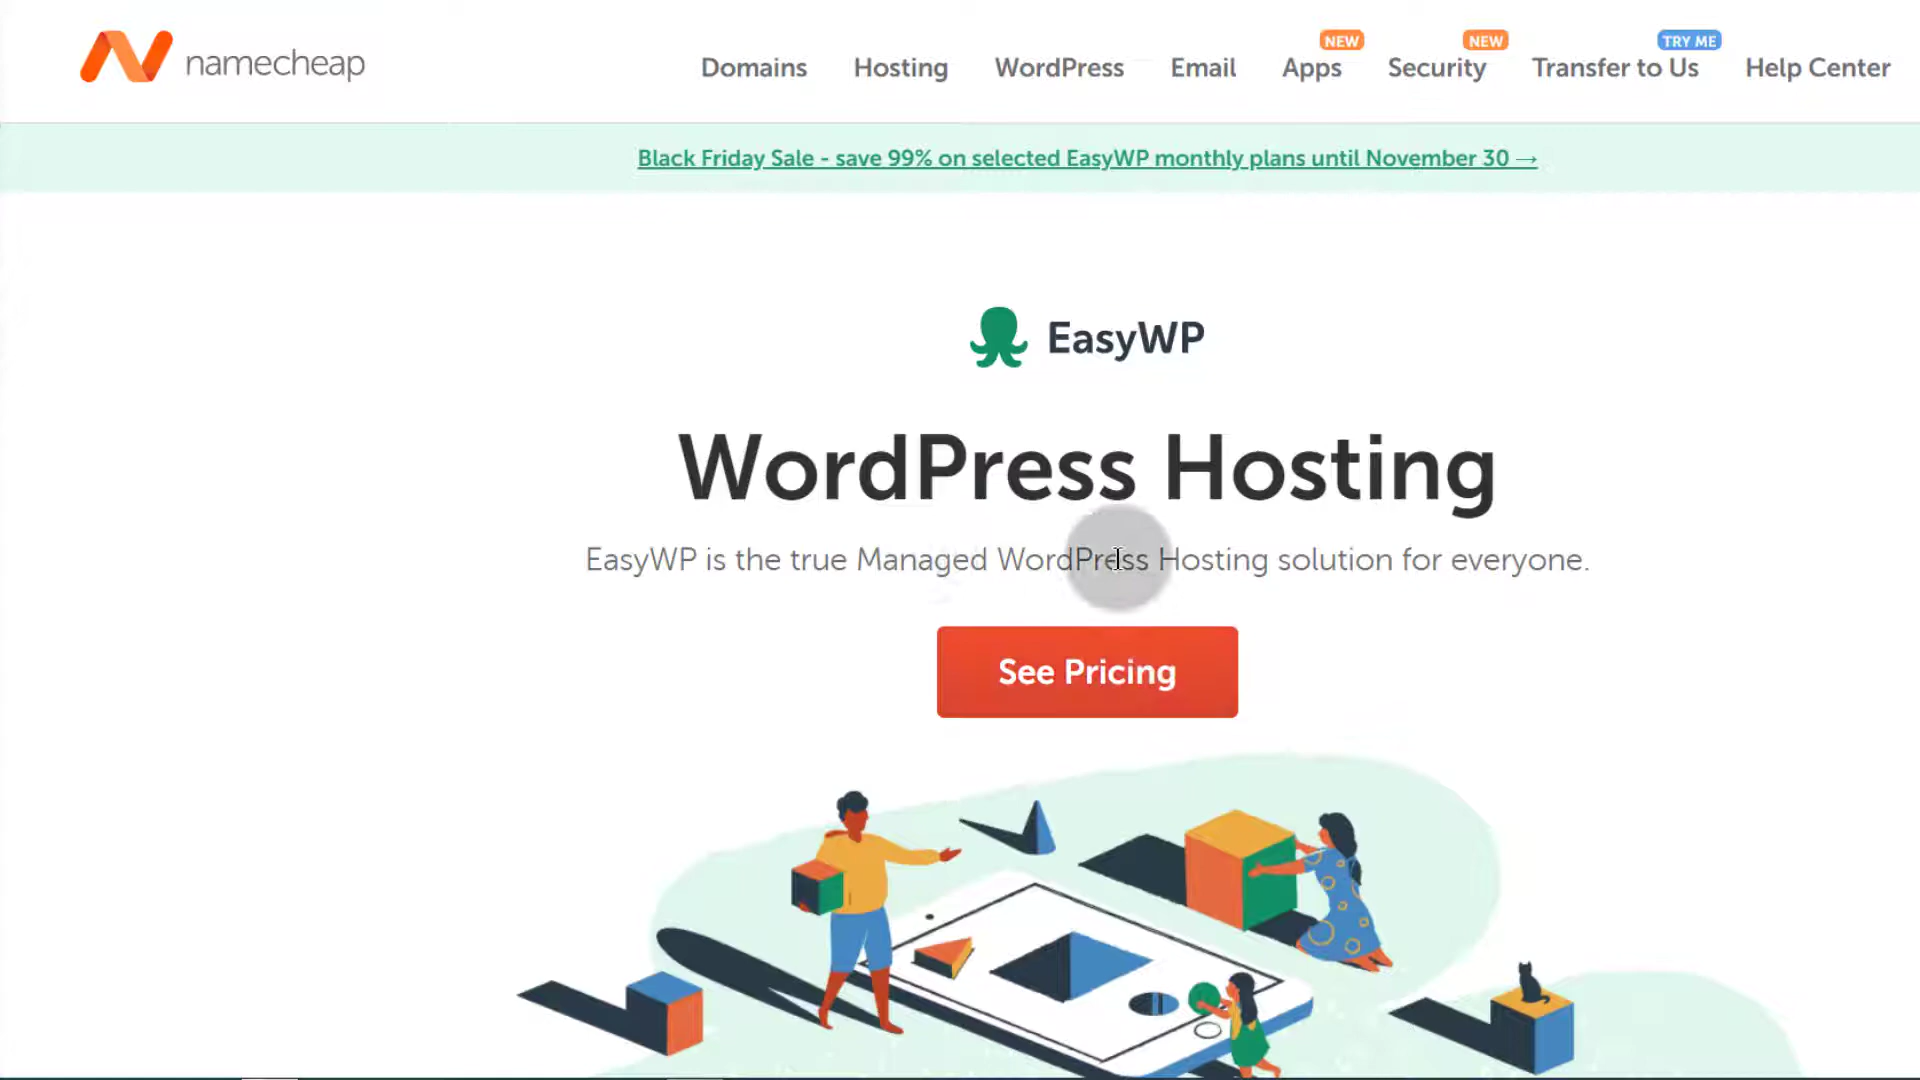 namecheap
NEW NEW TRY ME
Domains Hosting WordPress Email Apps Security Transfer to Us Help Center
Black Friday Sale - save 99% on selected EasyWP monthly plans until November 30 →
EasyWP
WordPress Hosting
EasyWP is the true Managed WordPress Hosting solution for everyone.
See Pricing